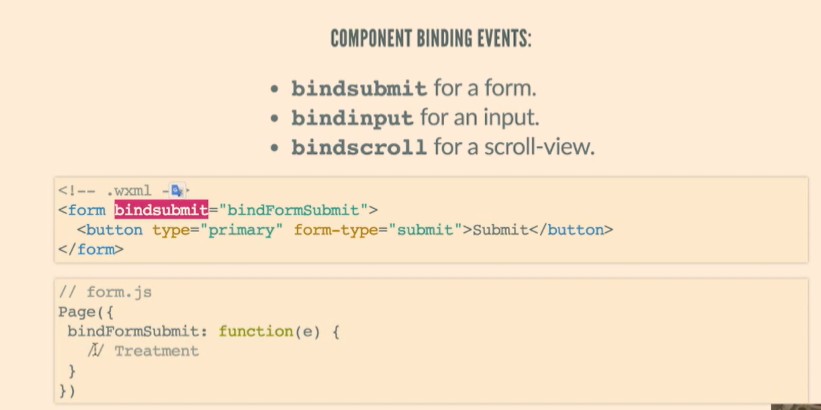 COMPONENT BINDING EVENTS:
• bindsubmit for a form.
• bindinput for an input.
• bindscroll for a scroll-view.
<!-- .wxml -
<form bindsubmit="bindFormSubmit">
<button type="primary" form-type="submit">Submit</button>
</form>
// form.js
Page({
bindFormSubmit: function(e) {
// Treatment
}
})